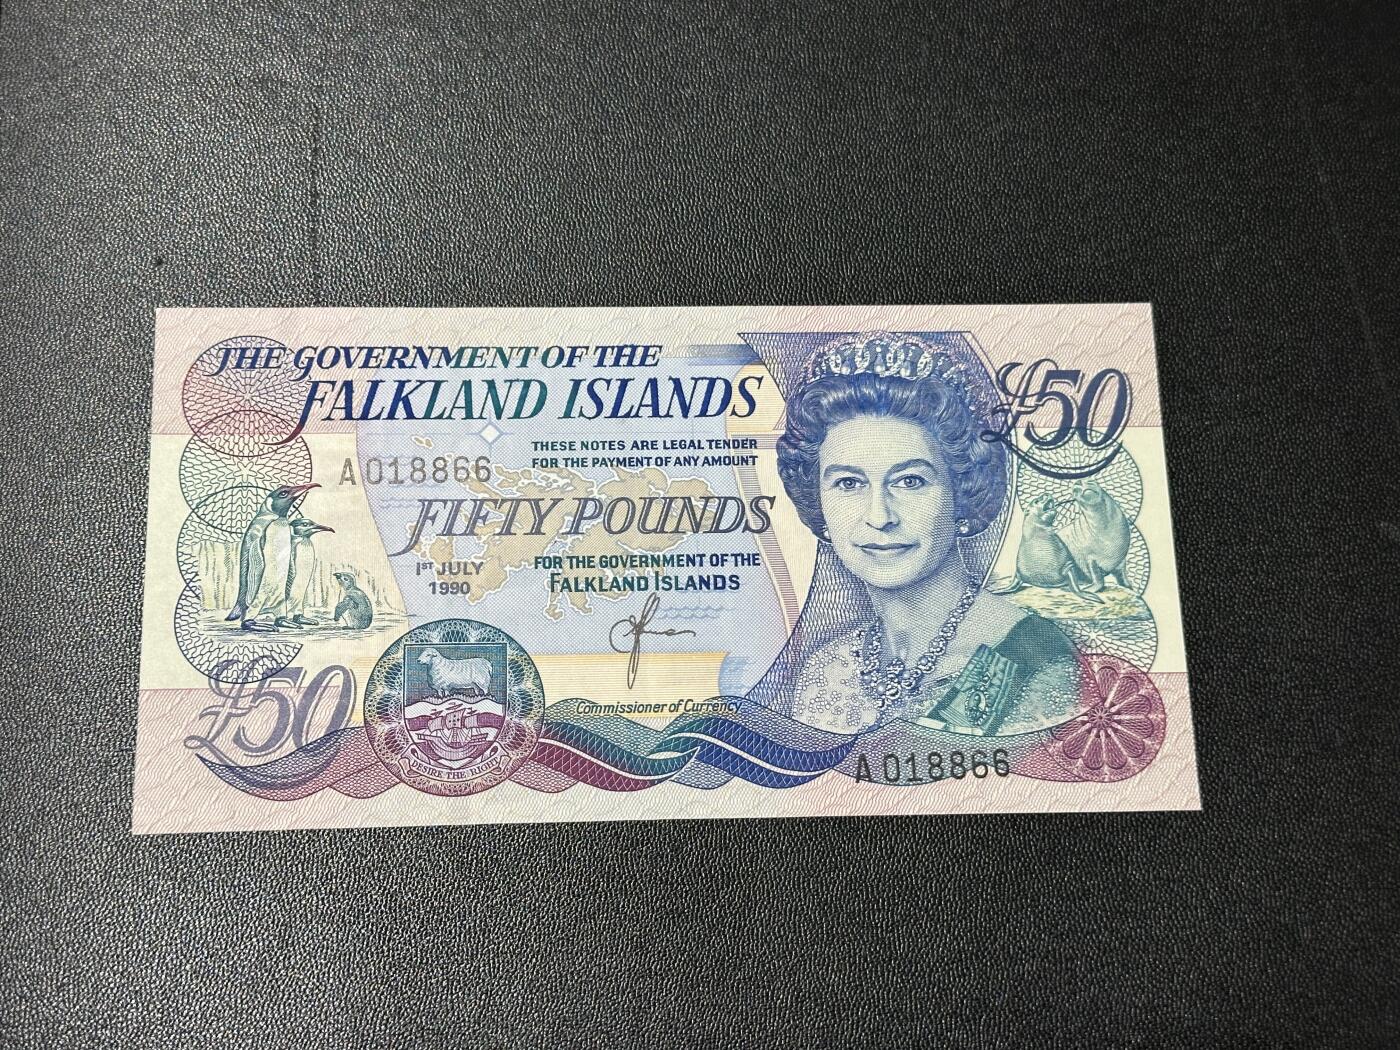 THE GOVERNMENT OF THE
FALKLAND ISLANDS
£50
THESE NOTES ARE LEGAL TENDER
FOR THE PAYMENT OF ANY AMOUNT
A018866
FIFTY POUNDS
1ST JULY
1990
FOR THE GOVERNMENT OF THE
FALKLAND ISLANDS
£50
Commissioner of Currency
DESIRE THE RIGHT
A018866